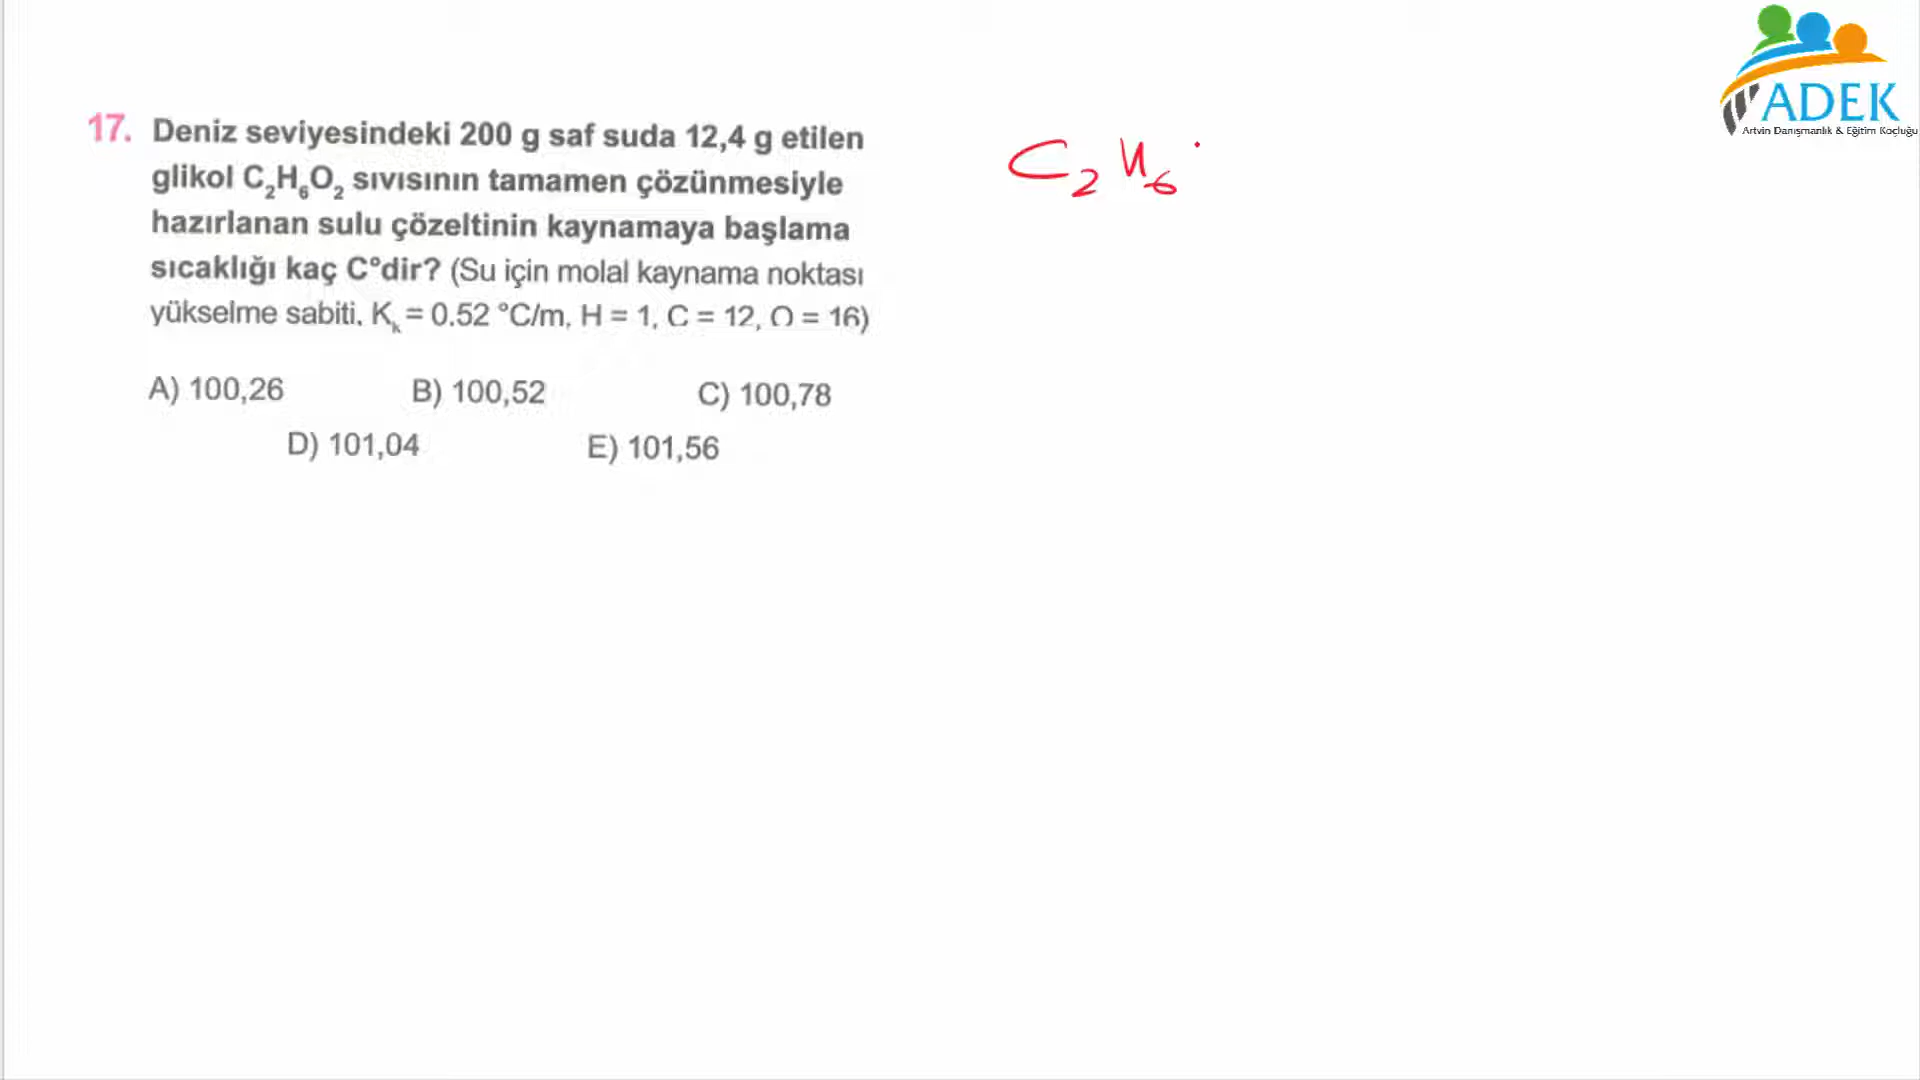 ADEK
Artvin Danışmanlık & Eğitim Koçluğu
17. Deniz seviyesindeki 200 g saf suda 12,4 g etilen
glikol C₂H₆O₂ sıvısının tamamen çözünmesiyle
hazırlanan sulu çözeltinin kaynamaya başlama
sıcaklığı kaç C°dir? (Su için molal kaynama noktası
yükselme sabiti, Kₖ = 0.52 °C/m, H = 1, C = 12, O = 16)
A) 100,26 B) 100,52 C) 100,78
D) 101,04 E) 101,56
C₂H₆